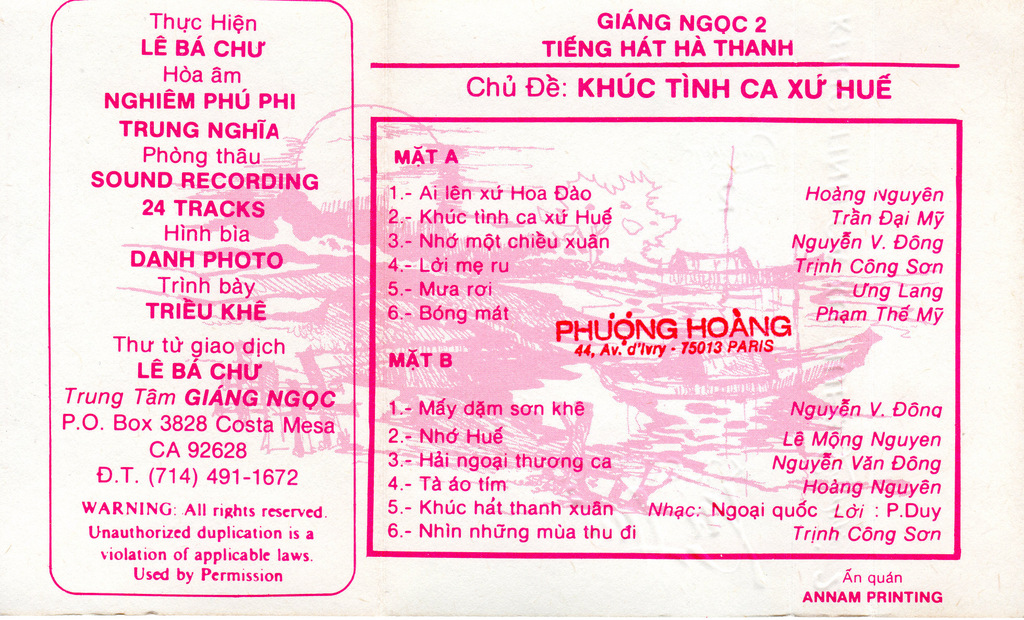 Thực Hiện
LÊ BÁ CHƯ
Hòa âm
NGHIÊM PHÚ PHI
TRUNG NGHĨA
Phòng thâu
SOUND RECORDING
24 TRACKS
Hình bìa
DANH PHOTO
Trình bày
TRIỀU KHÊ
Thư từ giao dịch
LÊ BÁ CHƯ
Trung Tâm GIÁNG NGỌC
P.O. Box 3828 Costa Mesa
CA 92628
Đ.T. (714) 491-1672
WARNING: All rights reserved.
Unauthorized duplication is a
violation of applicable laws.
Used by Permission
GIÁNG NGỌC 2
TIẾNG HÁT HÀ THANH
Chủ Đề: KHÚC TÌNH CA XỨ HUẾ
MẶT A
1.- Ai lên xứ Hoa Đào Hoàng Nguyên
2.- Khúc tình ca xứ Huế Trần Đại Mỹ
3.- Nhớ một chiều xuân Nguyễn V. Đông
4.- Lời mẹ ru Trịnh Công Sơn
5.- Mưa rơi Ưng Lang
6.- Bóng mát Phạm Thế Mỹ
PHƯỢNG HOÀNG
44, Av. d'Ivry - 75013 PARIS
MẶT B
1.- Mấy dặm sơn khê Nguyễn V. Đông
2.- Nhớ Huế Lê Mộng Nguyen
3.- Hải ngoại thương ca Nguyễn Văn Đông
4.- Tà áo tím Hoàng Nguyên
5.- Khúc hát thanh xuân Nhạc: Ngoại quốc Lời : P.Duy
6.- Nhìn những mùa thu đi Trịnh Công Sơn
Ấn quán
ANNAM PRINTING